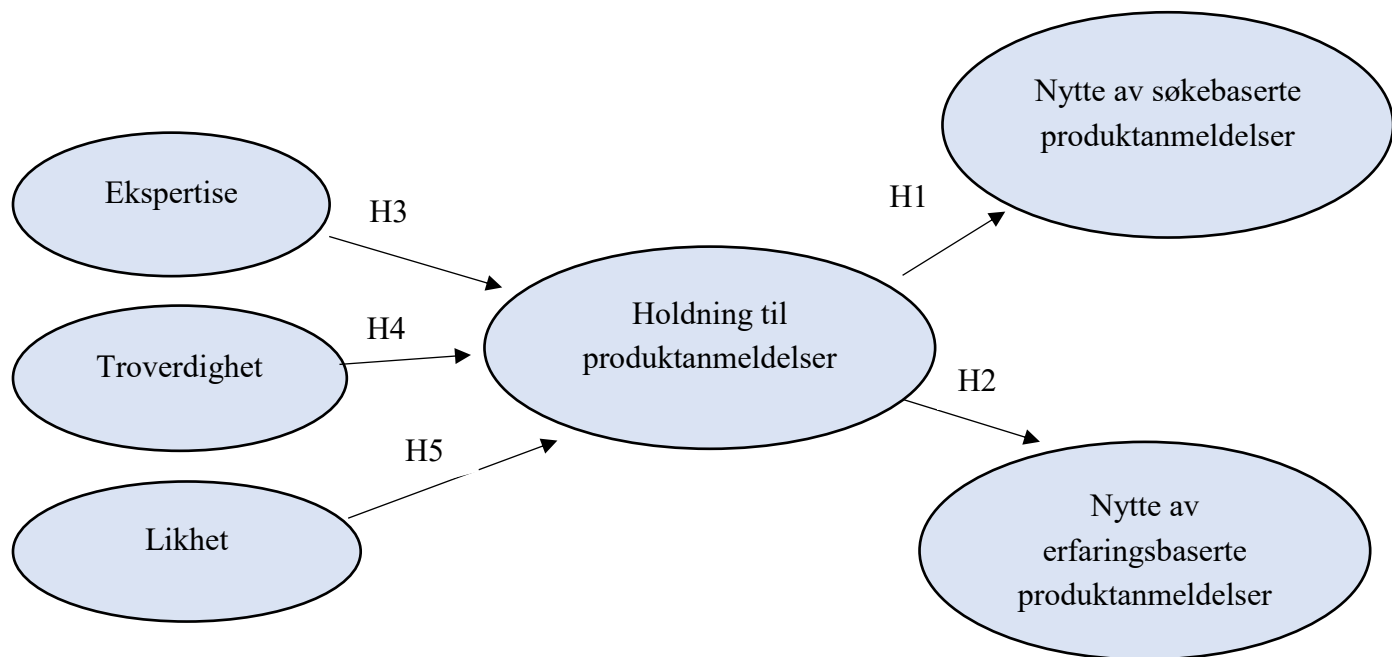 Nytte av søkebaserte
produktanmeldelser
Ekspertise
H3
H1
Holdning til
produktanmeldelser
Troverdighet
H4
H2
Likhet
H5
Nytte av
erfaringsbaserte
produktanmeldelser